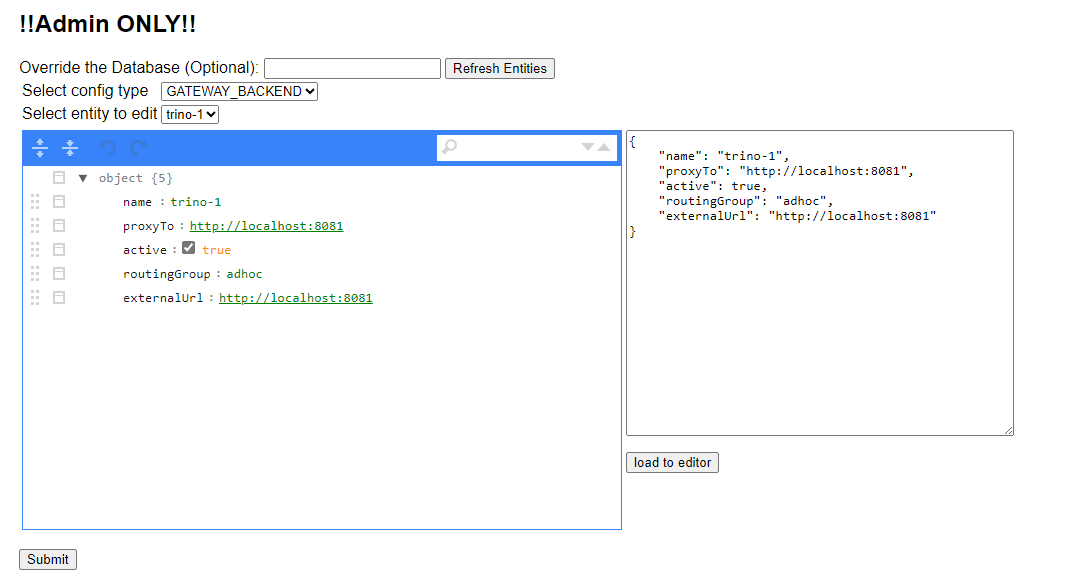 !!Admin ONLY!!
Override the Database (Optional): Refresh Entities
Select config type GATEWAY_BACKEND
Select entity to edit trino-1
object {5}
name : trino-1
proxyTo : http://localhost:8081
active : true
routingGroup : adhoc
externalUrl : http://localhost:8081
{
"name": "trino-1",
"proxyTo": "http://localhost:8081",
"active": true,
"routingGroup": "adhoc",
"externalUrl": "http://localhost:8081"
}
load to editor
Submit